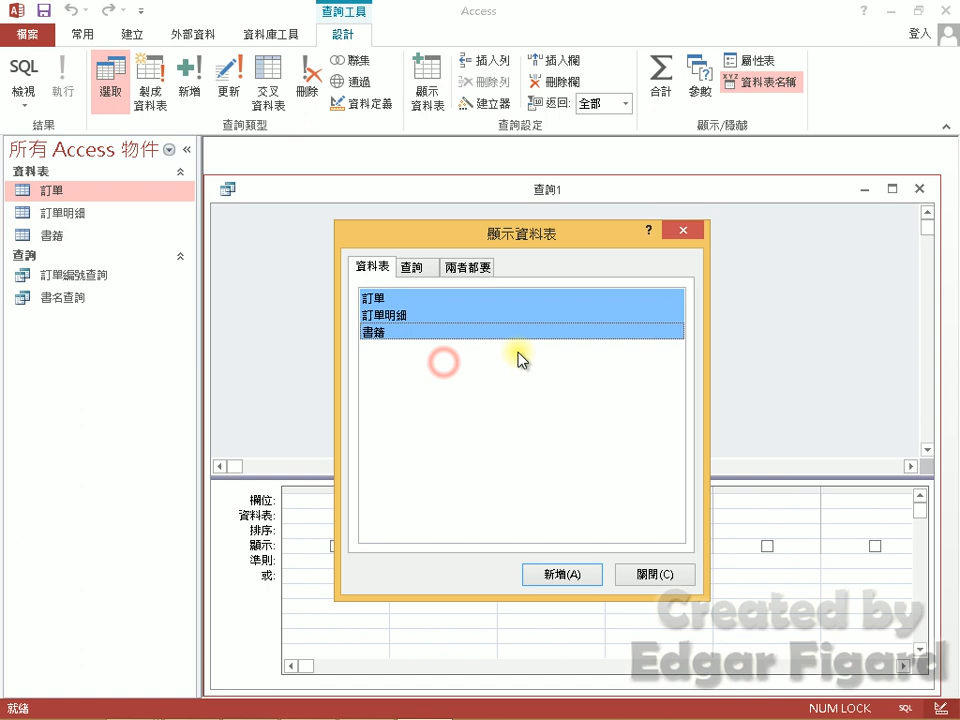 查詢工具
Access
檔案
常用
建立
外部資料
資料庫工具
設計
登入
SQL
檢視
執行
結果
選取
製成
資料表
新增
更新
交叉
資料表
刪除
聯集
通過
資料定義
查詢類型
顯示
資料表
插入列
刪除列
建立器
插入欄
刪除欄
返回:
全部
查詢設定
合計
參數
屬性表
資料表名稱
顯示/隱藏
所有 Access 物件
資料表
訂單
訂單明細
書籍
查詢
訂單編號查詢
書名查詢
查詢1
顯示資料表
資料表
查詢
兩者都要
訂單
訂單明細
書籍
新增(A)
關閉(C)
欄位:
資料表:
排序:
顯示:
準則:
或:
Created by
Edgar Figard
就緒
NUM LOCK
SQL